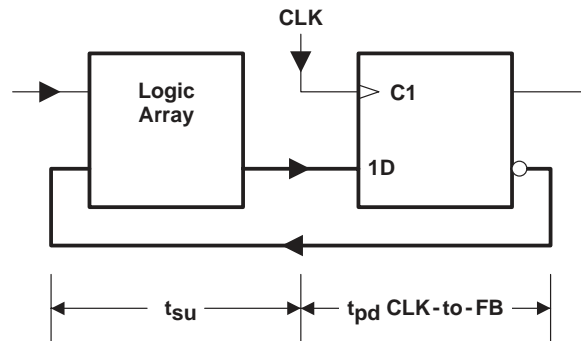 CLK
Logic
Array
C1
1D
tsu
tpd CLK-to-FB